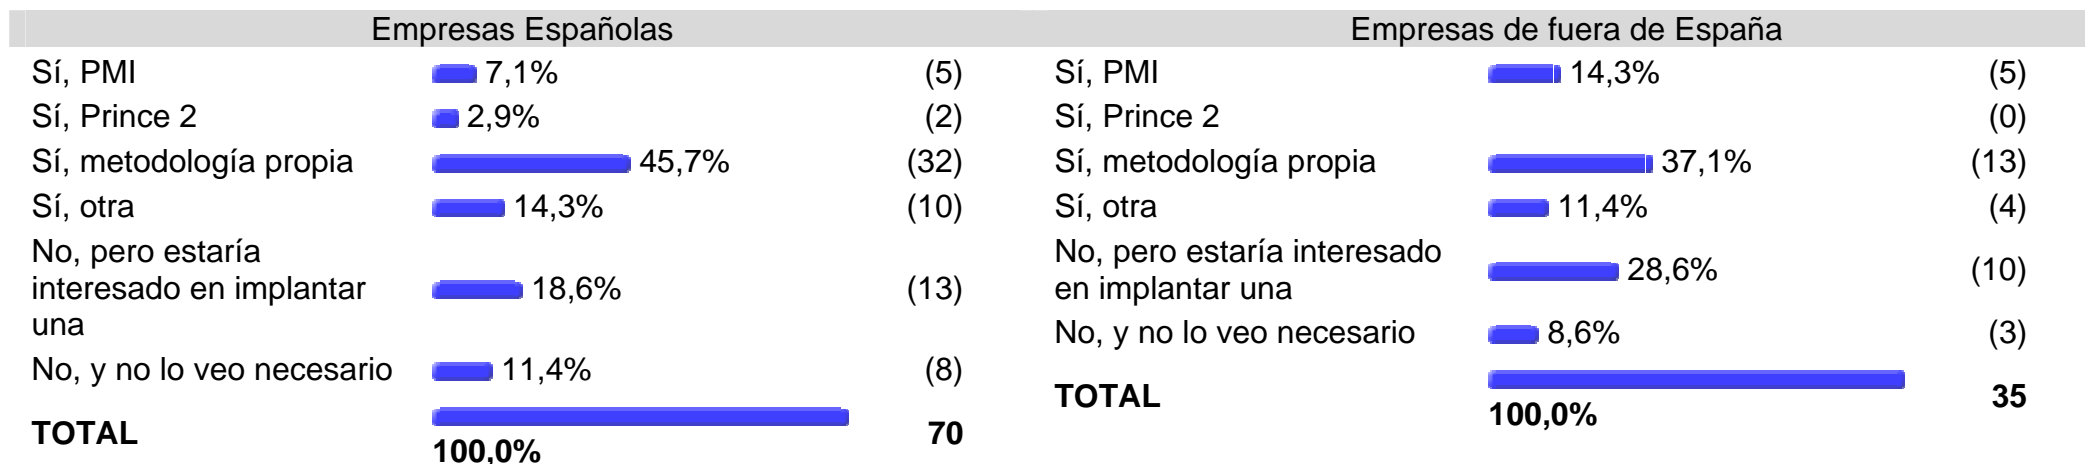 Empresas Españolas
Sí, PMI 7,1% (5)
Sí, Prince 2 2,9% (2)
Sí, metodología propia 45,7% (32)
Sí, otra 14,3% (10)
No, pero estaría
interesado en implantar 18,6% (13)
una
No, y no lo veo necesario 11,4% (8)
TOTAL 70
100,0%
Empresas de fuera de España
Sí, PMI 14,3% (5)
Sí, Prince 2 (0)
Sí, metodología propia 37,1% (13)
Sí, otra 11,4% (4)
No, pero estaría interesado
en implantar una 28,6% (10)
No, y no lo veo necesario 8,6% (3)
TOTAL 35
100,0%